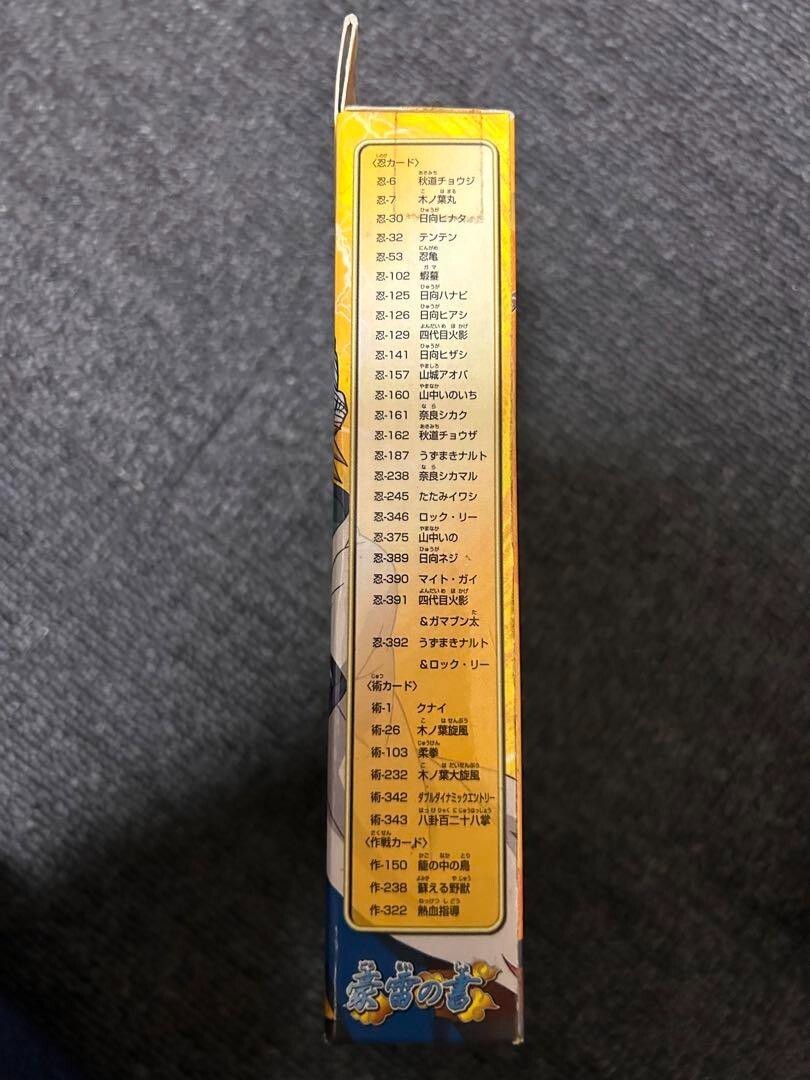 〈忍カード〉
忍-6 秋道チョウジ
忍-7 木ノ葉丸
忍-30 日向ヒナタ
忍-32 テンテン
忍-53 忍亀
忍-102 蝦蟇
忍-125 日向ハナビ
忍-126 日向ヒアシ
忍-129 四代目火影
忍-141 日向ヒザシ
忍-157 山城アオバ
忍-160 山中いのいち
忍-161 奈良シカク
忍-162 秋道チョウザ
忍-187 うずまきナルト
忍-238 奈良シカマル
忍-245 たたみイワシ
忍-346 ロック・リー
忍-375 山中いの
忍-389 日向ネジ
忍-390 マイト・ガイ
忍-391 四代目火影
&ガマブン太
忍-392 うずまきナルト
&ロック・リー
〈術カード〉
術-1 クナイ
術-26 木ノ葉旋風
術-103 柔拳
術-232 木ノ葉大旋風
術-342 ダブルダイナミックエントリー
術-343 八卦百二十八掌
〈作戦カード〉
作-150 籠の中の鳥
作-238 蘇える野獣
作-322 熱血指導
豪雷の書